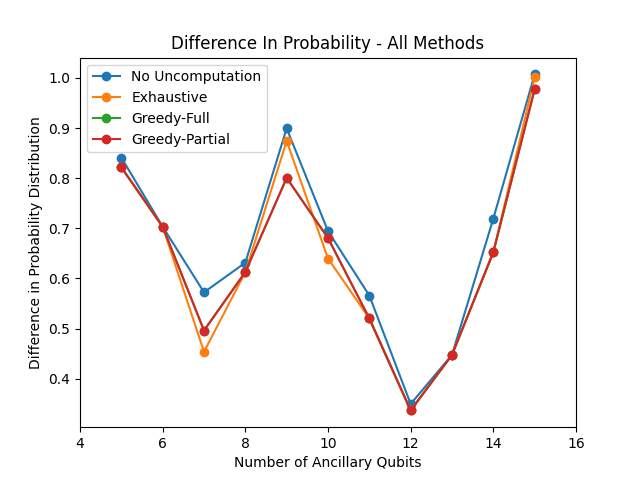 Difference In Probability - All Methods
No Uncomputation
Exhaustive
Greedy-Full
Greedy-Partial
Difference in Probability Distribution
1.0
0.9
0.8
0.7
0.6
0.5
0.4
4 6 8 10 12 14 16
Number of Ancillary Qubits